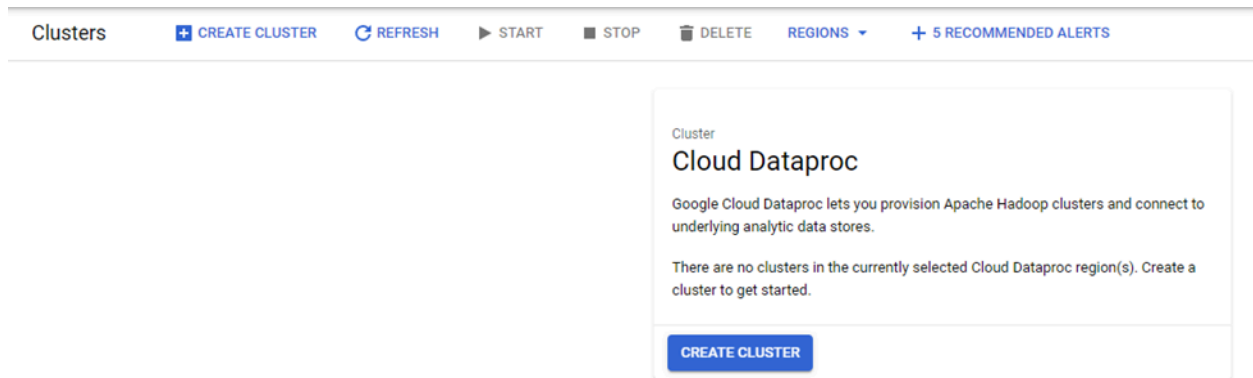 Clusters CREATE CLUSTER REFRESH START STOP DELETE REGIONS 5 RECOMMENDED ALERTS
Cluster
Cloud Dataproc
Google Cloud Dataproc lets you provision Apache Hadoop clusters and connect to
underlying analytic data stores.
There are no clusters in the currently selected Cloud Dataproc region(s). Create a
cluster to get started.
CREATE CLUSTER